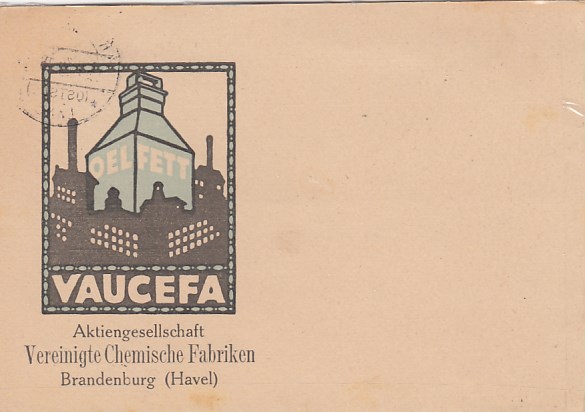 OEL FETT
VAUCEFA
Aktiengesellschaft
Vereinigte Chemische Fabriken
Brandenburg (Havel)